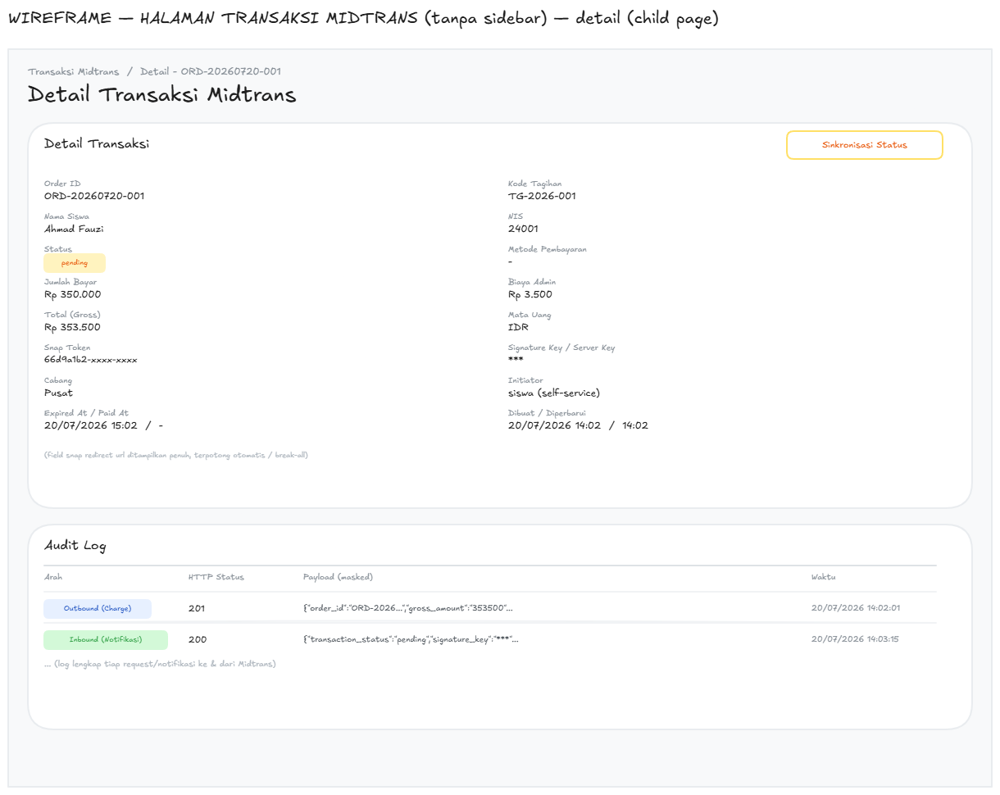 WIREFRAME — HALAMAN TRANSAKSI MIDTRANS (tanpa sidebar) — detail (child page)
Transaksi Midtrans / Detail - ORD-20260720-001
Detail Transaksi Midtrans
Detail Transaksi
Sinkronisasi Status
Order ID
ORD-20260720-001
Kode Tagihan
TG-2026-001
Nama Siswa
Ahmad Fauzi
NIS
24001
Status
pending
Metode Pembayaran
-
Jumlah Bayar
Rp 350.000
Biaya Admin
Rp 3.500
Total (Gross)
Rp 353.500
Mata Uang
IDR
Snap Token
66d9a1b2-xxxx-xxxx
Signature Key / Server Key
***
Cabang
Pusat
Initiator
siswa (self-service)
Expired At / Paid At
20/07/2026 15:02 / -
Dibuat / Diperbarui
20/07/2026 14:02 / 14:02
(field snap redirect url ditampilkan penuh, terpotong otomatis / break-all)
Audit Log
Arah HTTP Status Payload (masked) Waktu
Outbound (Charge) 201 {"order_id":"ORD-2026...","gross_amount":"353500"... 20/07/2026 14:02:01
Inbound (Notifikasi) 200 {"transaction_status":"pending","signature_key":"***"... 20/07/2026 14:03:15
... (log lengkap tiap request/notifikasi ke & dari Midtrans)